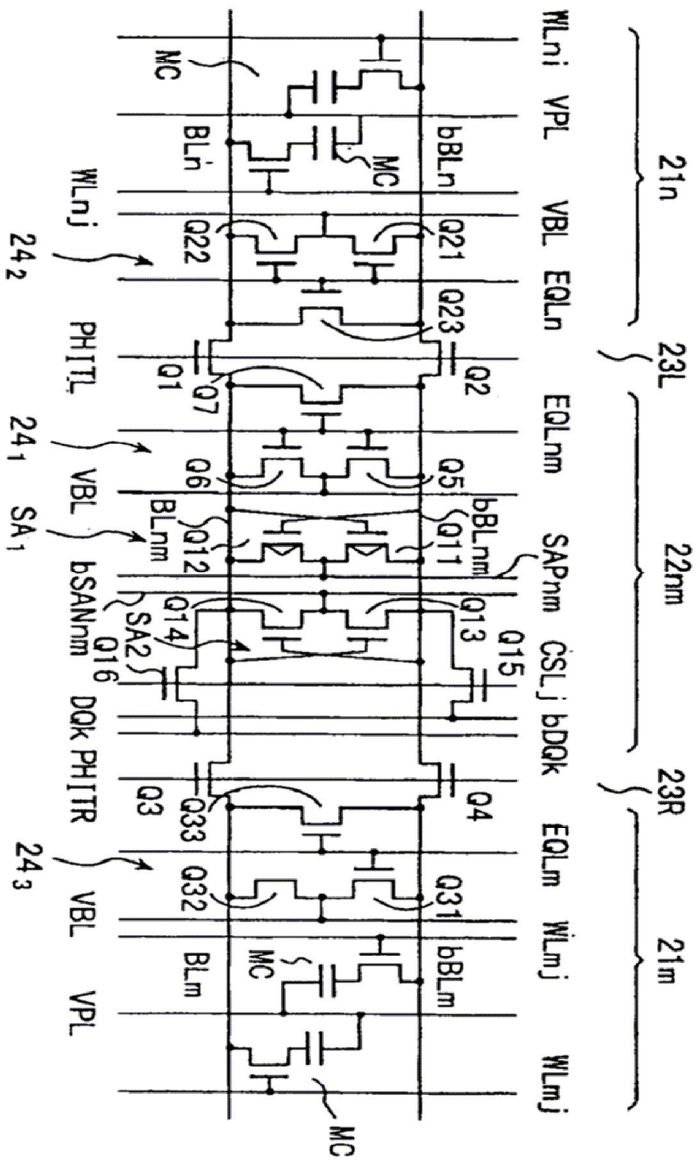 21n
23L
22nm
23R
21m
WLni
VPL
VBL
EQLn
EQLnm
SAPnm
CSLj
bDQk
EQLm
WLmj
WLmj
bBLn
Q21
Q23
Q2
Q5
bBLnm
Q11
Q13
Q15
Q4
Q31
bBLm
MC
MC
BLn
Q22
Q1
Q7
Q6
BLnm
Q12
Q14
SA2
Q16
Q3
Q33
Q32
BLm
MC
MC
WLnj
PHITL
VBL
bSANnm
DQk
PHITR
VBL
VPL
24₂
24₁
SA₁
24₃